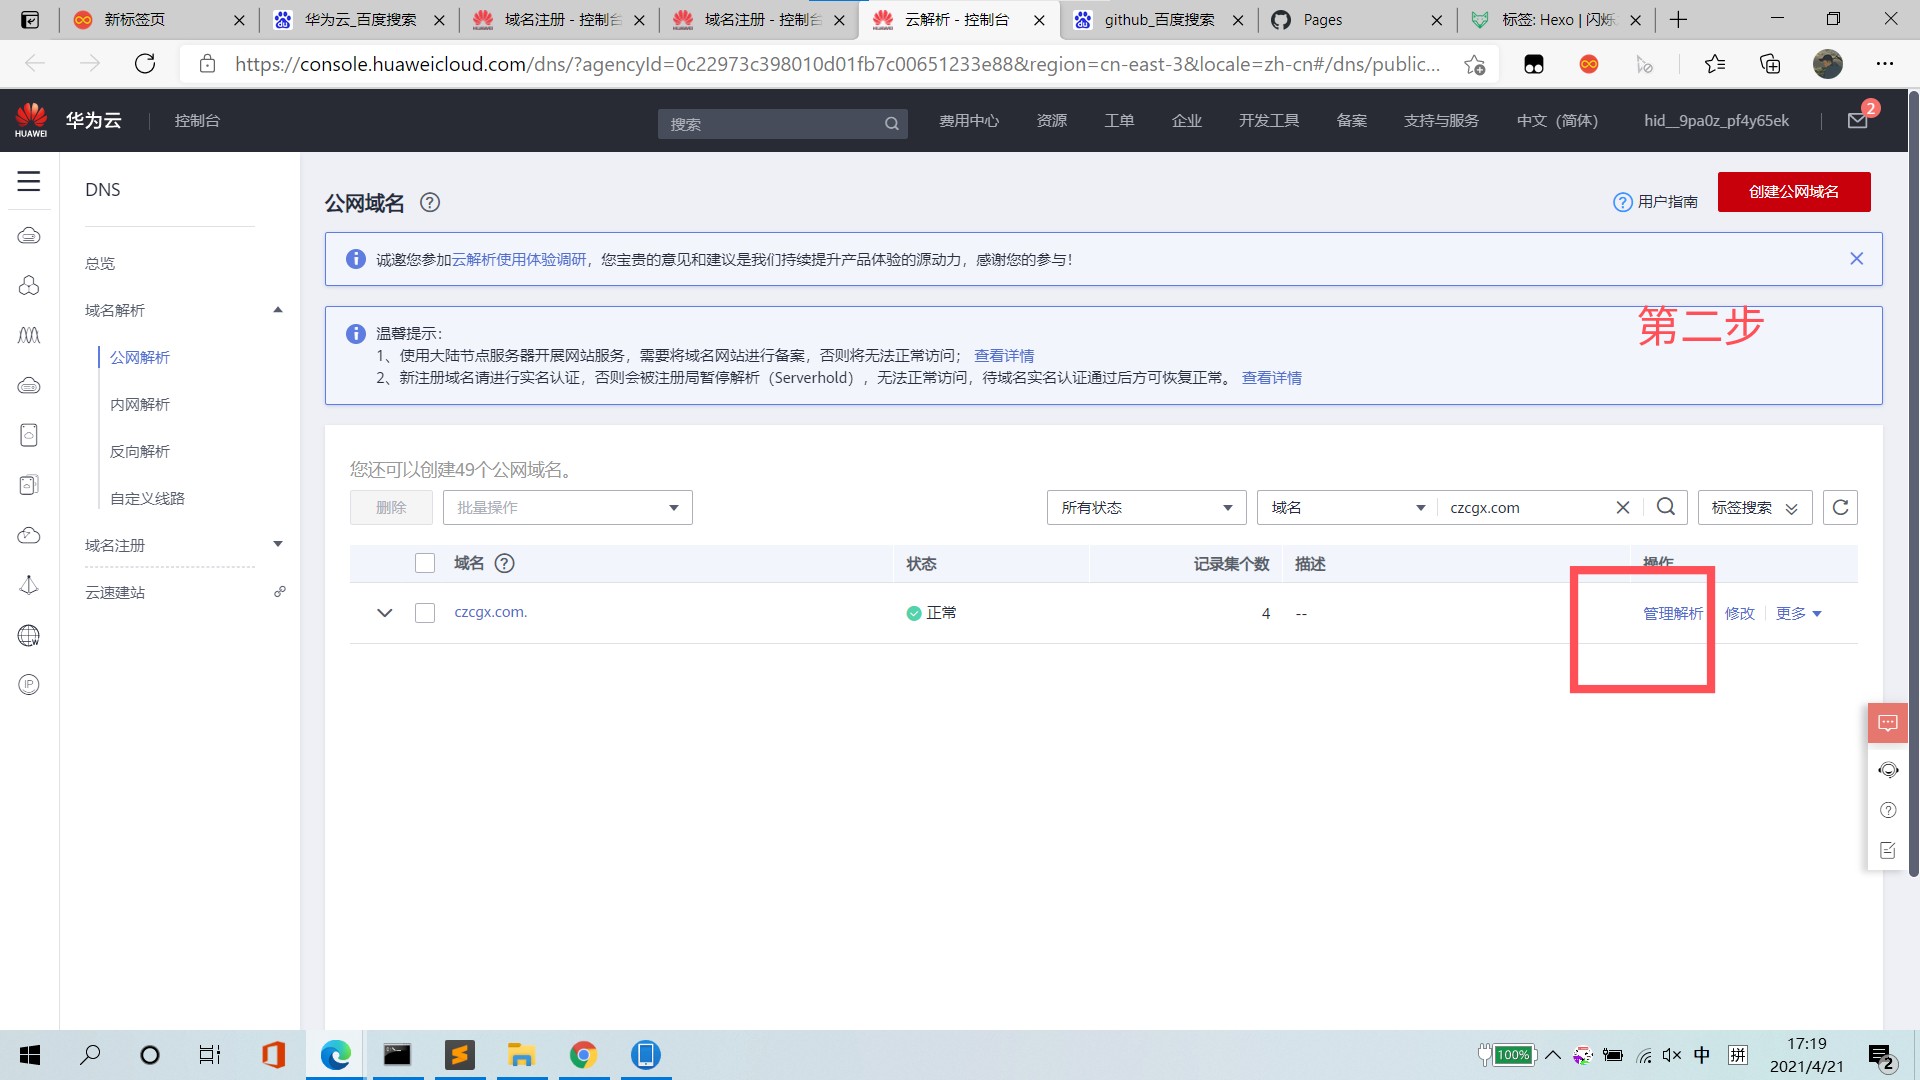 新标签页
华为云_百度搜索
域名注册 - 控制台
域名注册 - 控制台
云解析 - 控制台
github_百度搜索
Pages
标签: Hexo | 闪烁
https://console.huaweicloud.com/dns/?agencyId=0c22973c398010d01fb7c00651233e88&region=cn-east-3&locale=zh-cn#/dns/public...
HUAWEI
华为云
控制台
搜索
费用中心
资源
工单
企业
开发工具
备案
支持与服务
中文（简体）
hid__9pa0z_pf4y65ek
2
DNS
总览
域名解析
公网解析
内网解析
反向解析
自定义线路
域名注册
云速建站
公网域名
用户指南
创建公网域名
诚邀您参加云解析使用体验调研，您宝贵的意见和建议是我们持续提升产品体验的源动力，感谢您的参与！
第二步
温馨提示：
1、使用大陆节点服务器开展网站服务，需要将域名网站进行备案，否则将无法正常访问； 查看详情
2、新注册域名请进行实名认证，否则会被注册局暂停解析（Serverhold），无法正常访问，待域名实名认证通过后方可恢复正常。 查看详情
您还可以创建49个公网域名。
删除
批量操作
所有状态
域名
czcgx.com
标签搜索
域名
状态
记录集个数
描述
操作
czcgx.com.
正常
4
--
管理解析
修改
更多
IP
100%
中
拼
17:19
2021/4/21
2